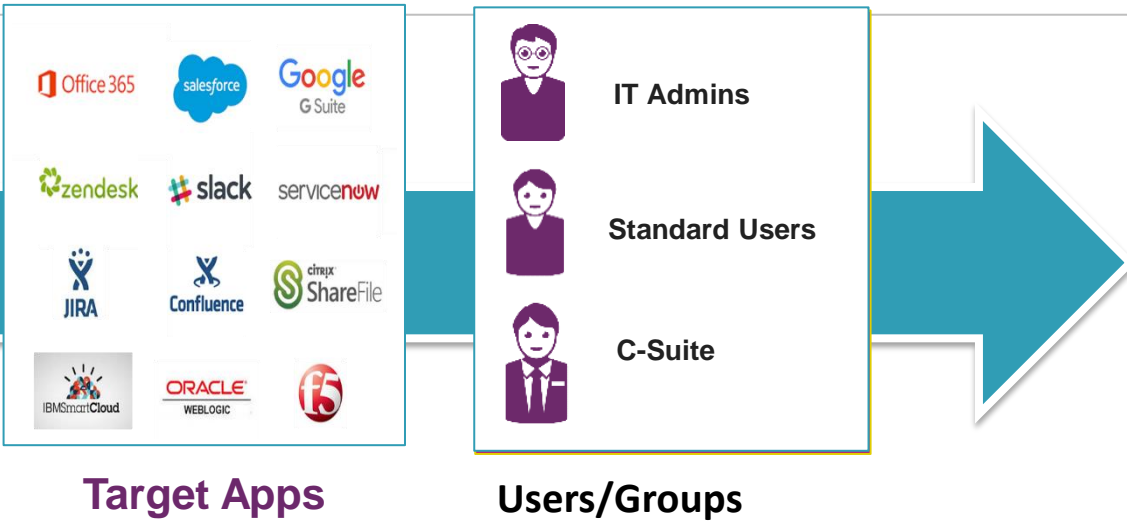 Office 365
salesforce
Google
G Suite
zendesk
slack
servicenow
JIRA
Confluence
CITRIX
ShareFile
IBMSmartCloud
ORACLE
WEBLOGIC
f5
IT Admins
Standard Users
C-Suite
Target Apps
Users/Groups